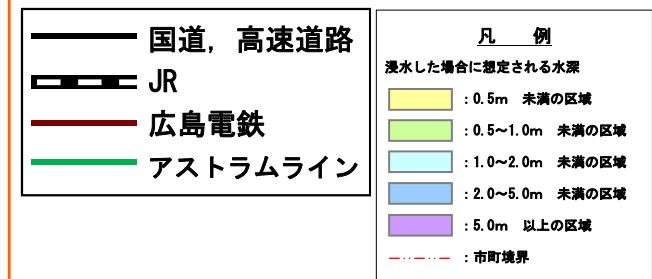 国道, 高速道路
JR
広島電鉄
アストラムライン
凡 例
浸水した場合に想定される水深
:0.5m 未満の区域
:0.5~1.0m 未満の区域
:1.0~2.0m 未満の区域
:2.0~5.0m 未満の区域
:5.0m 以上の区域
:市町境界